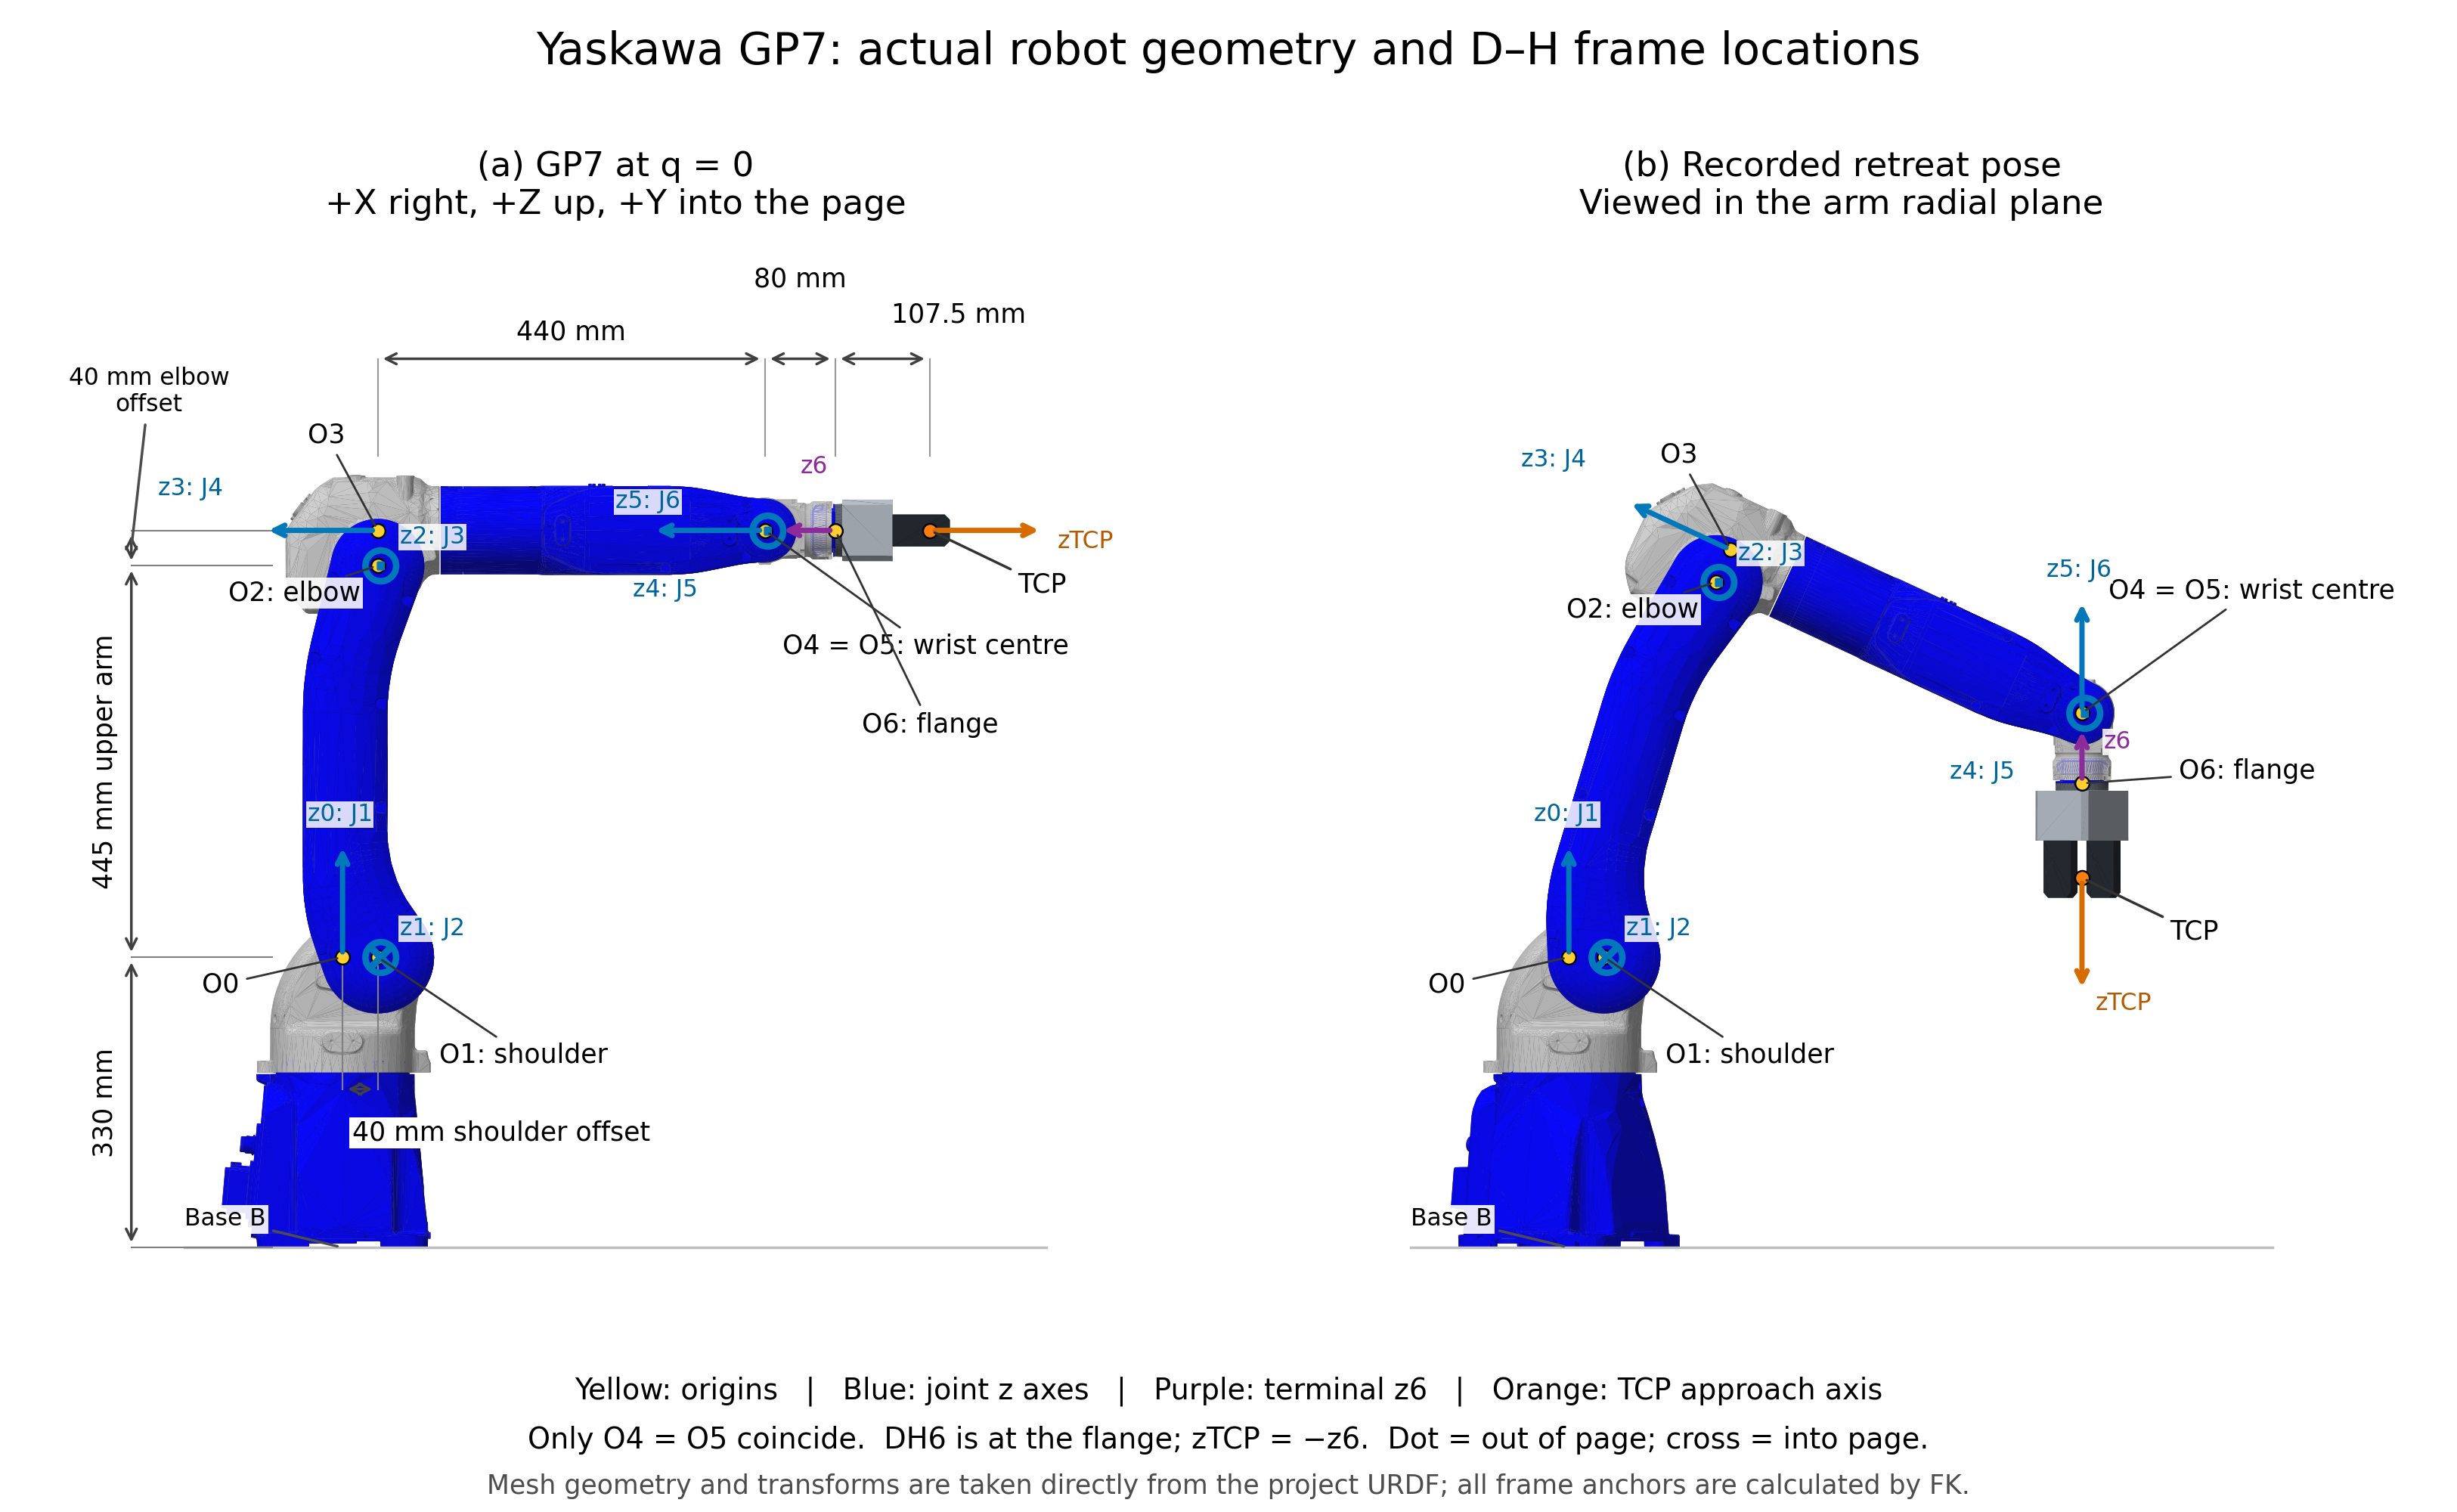 Yaskawa GP7: actual robot geometry and D–H frame locations
(a) GP7 at q = 0
+X right, +Z up, +Y into the page
80 mm
107.5 mm
440 mm
40 mm elbow
offset
O3
z6
z3: J4
z5: J6
z2: J3
zTCP
TCP
O2: elbow
z4: J5
O4 = O5: wrist centre
O6: flange
445 mm upper arm
z0: J1
z1: J2
O0
O1: shoulder
330 mm
40 mm shoulder offset
Base B
(b) Recorded retreat pose
Viewed in the arm radial plane
O3
z3: J4
z2: J3
z5: J6
O4 = O5: wrist centre
O2: elbow
z6
z4: J5
O6: flange
z0: J1
z1: J2
TCP
O0
zTCP
O1: shoulder
Base B
Yellow: origins | Blue: joint z axes | Purple: terminal z6 | Orange: TCP approach axis
Only O4 = O5 coincide. DH6 is at the flange; zTCP = −z6. Dot = out of page; cross = into page.
Mesh geometry and transforms are taken directly from the project URDF; all frame anchors are calculated by FK.